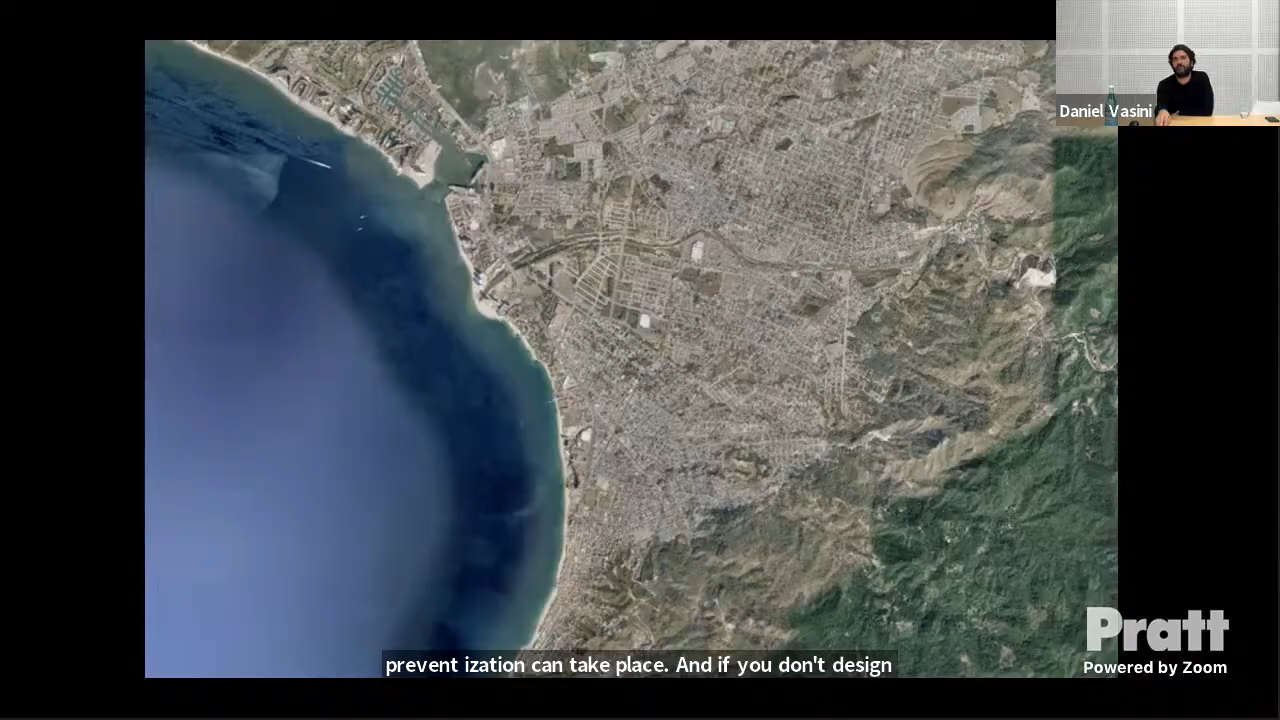 Daniel Vasini
prevent ization can take place. And if you don't design
Pratt
Powered by Zoom